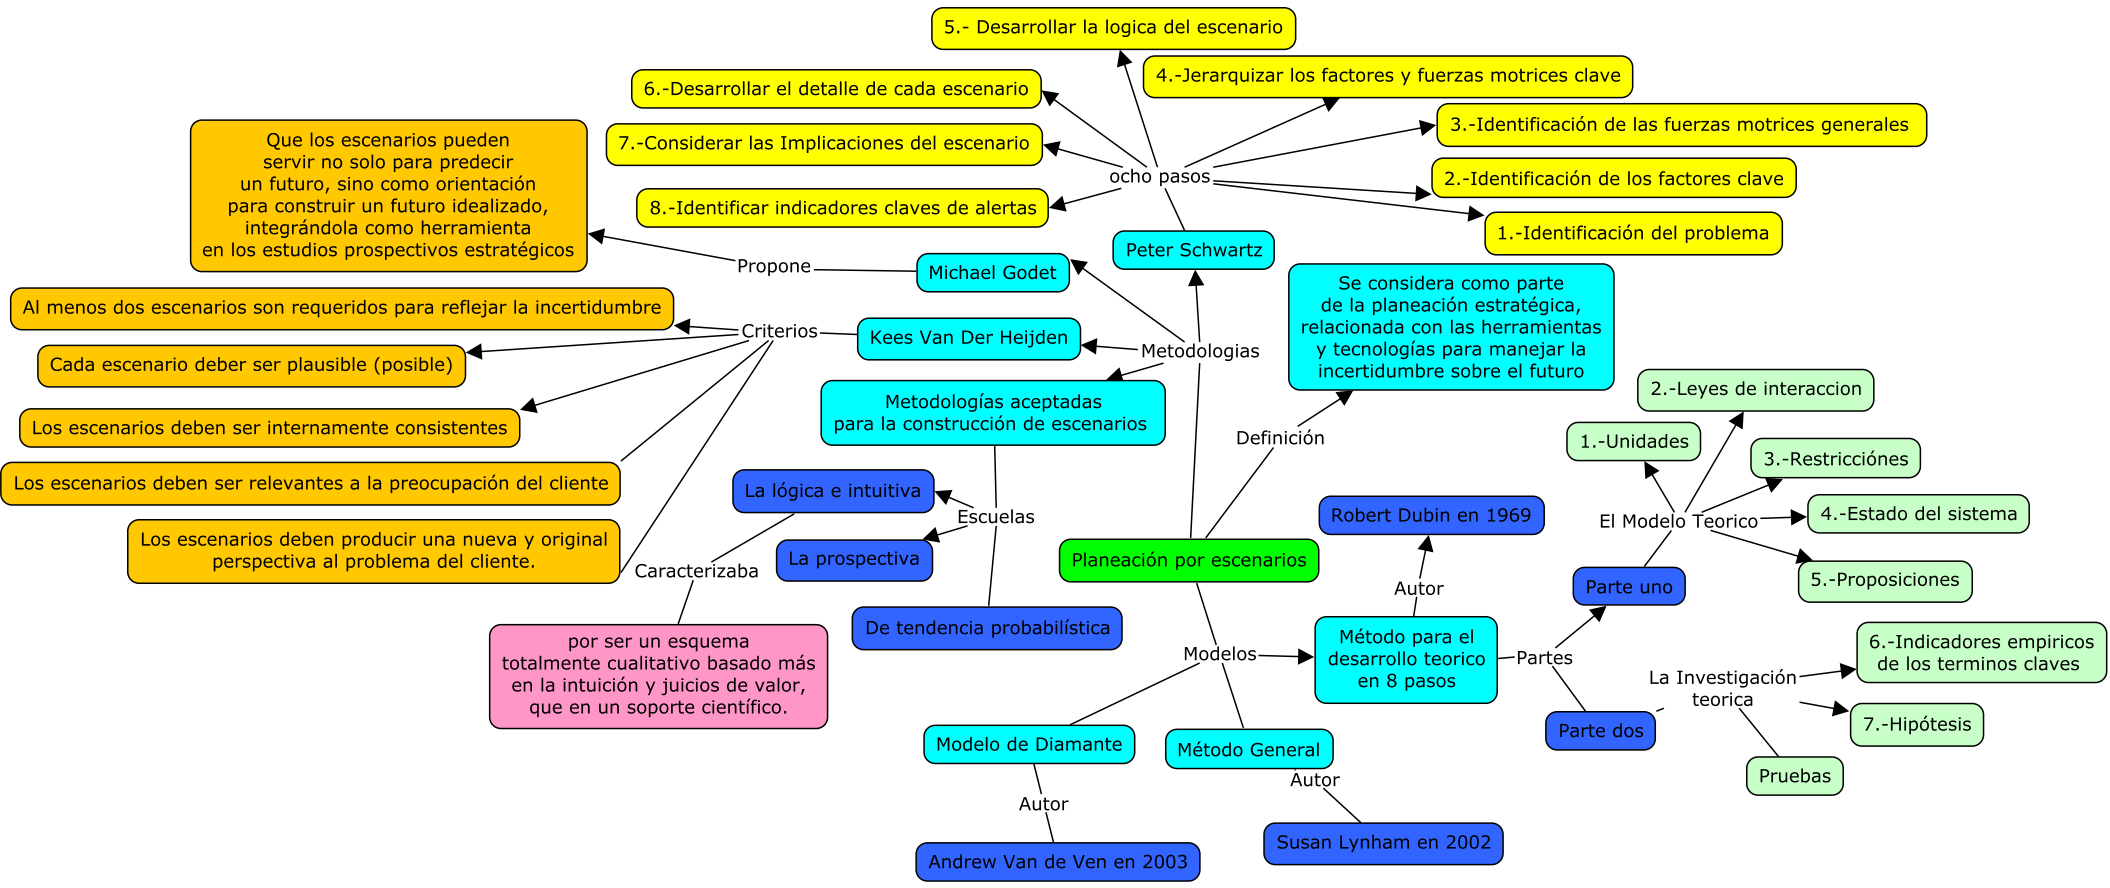 5.- Desarrollar la logica del escenario
4.-Jerarquizar los factores y fuerzas motrices clave
6.-Desarrollar el detalle de cada escenario
3.-Identificación de las fuerzas motrices generales
7.-Considerar las Implicaciones del escenario
ocho pasos
2.-Identificación de los factores clave
8.-Identificar indicadores claves de alertas
1.-Identificación del problema
Que los escenarios pueden
servir no solo para predecir
un futuro, sino como orientación
para construir un futuro idealizado,
integrándola como herramienta
en los estudios prospectivos estratégicos
Peter Schwartz
Propone
Michael Godet
Se considera como parte
de la planeación estratégica,
relacionada con las herramientas
y tecnologías para manejar la
incertidumbre sobre el futuro
Al menos dos escenarios son requeridos para reflejar la incertidumbre
Criterios
Kees Van Der Heijden
Metodologias
Cada escenario deber ser plausible (posible)
Metodologías aceptadas
para la construcción de escenarios
Los escenarios deben ser internamente consistentes
Definición
2.-Leyes de interaccion
1.-Unidades
3.-Restricciónes
Los escenarios deben ser relevantes a la preocupación del cliente
La lógica e intuitiva
Escuelas
Robert Dubin en 1969
El Modelo Teorico
4.-Estado del sistema
Los escenarios deben producir una nueva y original
perspectiva al problema del cliente.
Caracterizaba
La prospectiva
Planeación por escenarios
Autor
Parte uno
5.-Proposiciones
De tendencia probabilística
por ser un esquema
totalmente cualitativo basado más
en la intuición y juicios de valor,
que en un soporte científico.
Modelos
Método para el
desarrollo teorico
en 8 pasos
Partes
6.-Indicadores empiricos
de los terminos claves
La Investigación
teorica
Parte dos
7.-Hipótesis
Modelo de Diamante
Método General
Pruebas
Autor
Autor
Andrew Van de Ven en 2003
Susan Lynham en 2002